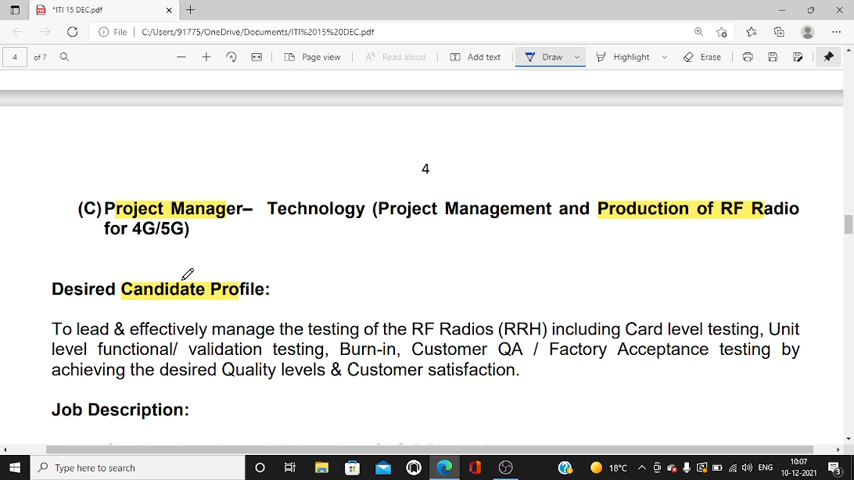 *ITI 15 DEC.pdf
File C:/Users/91775/OneDrive/Documents/ITI%2015%20DEC.pdf
4 of 7 Page view Read aloud Add text Draw Highlight Erase
4
(C) Project Manager– Technology (Project Management and Production of RF Radio
for 4G/5G)
Desired Candidate Profile:
To lead & effectively manage the testing of the RF Radios (RRH) including Card level testing, Unit
level functional/ validation testing, Burn-in, Customer QA / Factory Acceptance testing by
achieving the desired Quality levels & Customer satisfaction.
Job Description:
Type here to search 18°C ENG 10:07
10-12-2021 3